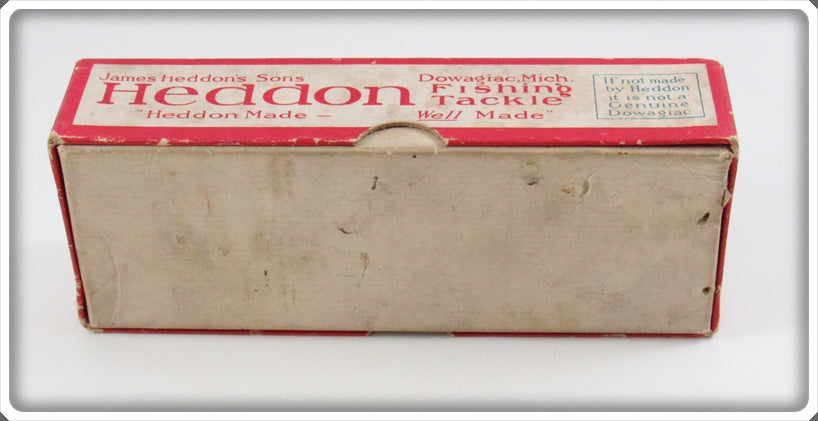 James Heddon's Sons Dowagiac, Mich.
Heddon Fishing Tackle
"Heddon Made – Well Made"
If not made
by Heddon
it is not a
Genuine
Dowagiac